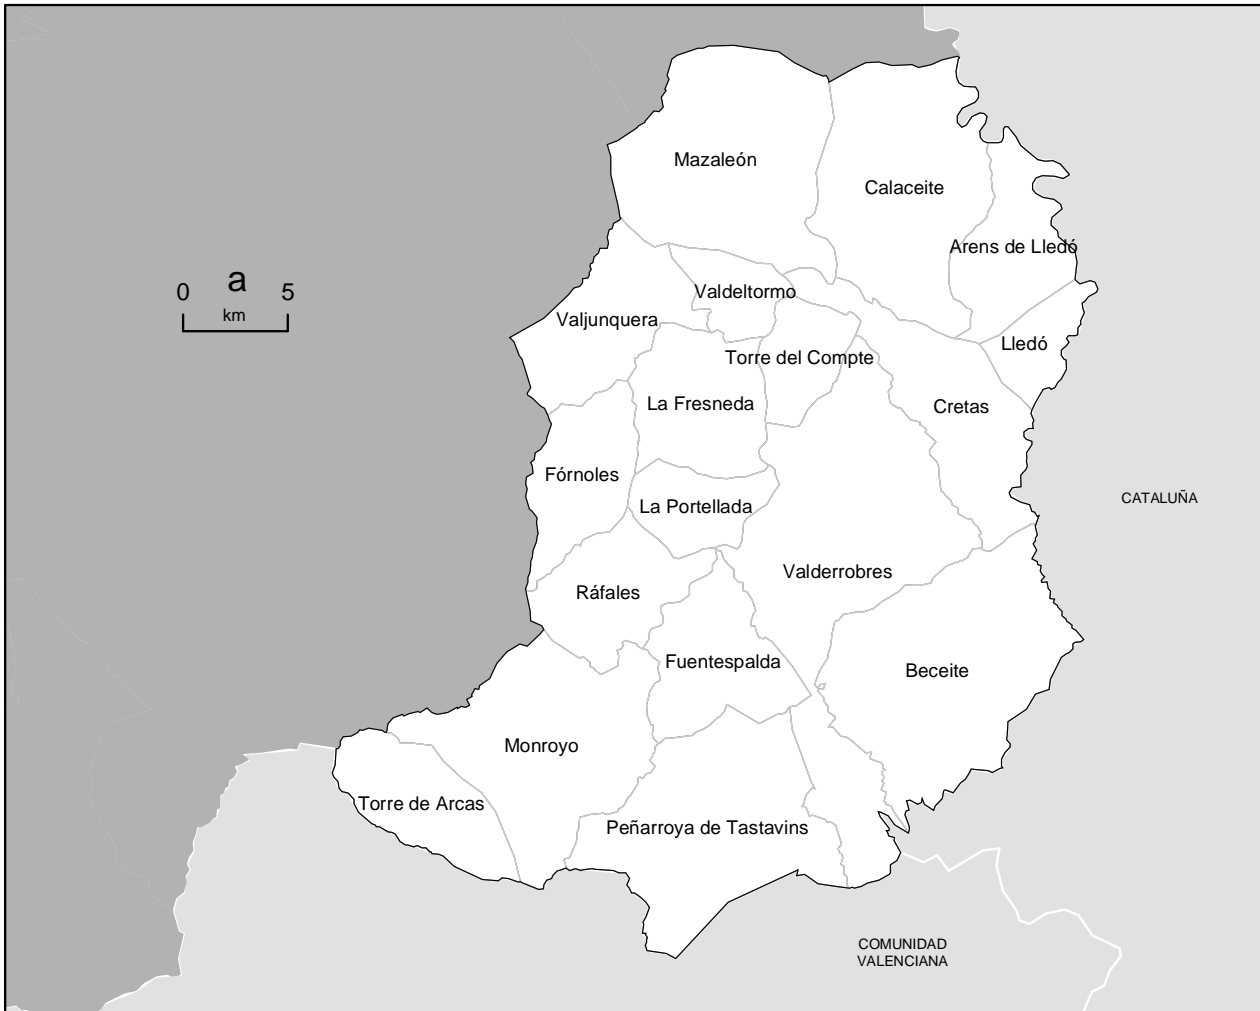 Mazaleón
Calaceite
Arens de Lledó
a
0 5
km
Valdeltormo
Valjunquera
Lledó
Torre del Compte
La Fresneda
Cretas
Fórnoles
CATALUÑA
La Portellada
Valderrobres
Ráfales
Fuentespalda
Beceite
Monroyo
Torre de Arcas
Peñarroya de Tastavins
COMUNIDAD
VALENCIANA